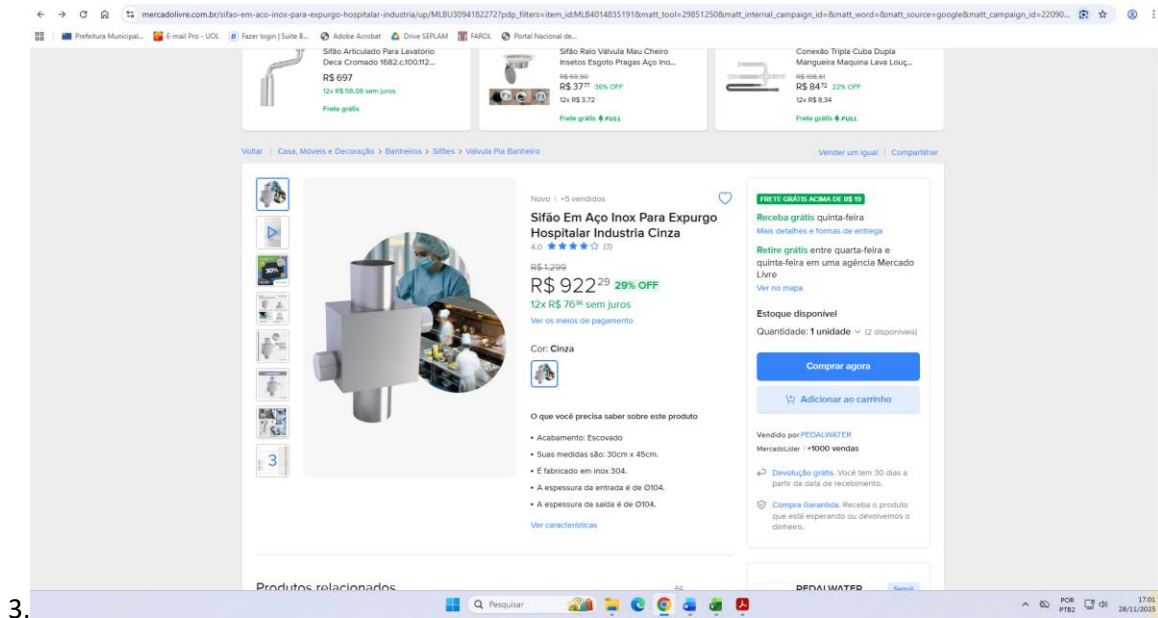 mercadolivre.com.br/sifao-em-aco-inox-para-expurgo-hospitalar-industria/up/MLBU3094182272?pdp_filters=item_id:MLB4014835191&matt_tool=29851250&matt_internal_campaign_id=&matt_word=&matt_source=google&matt_campaign_id=22090...
Prefeitura Municipal... E-mail Pro - UOL Fazer login | Suite B... Adobe Acrobat Drive SEPLAM FAROL Portal Nacional de...
Sifão Articulado Para Lavatório
Deca Cromado 1682.c.100.112...
R$ 697
12x R$ 58,08 sem juros
Frete grátis
Sifão Ralo Válvula Mau Cheiro
Insetos Esgoto Pragas Aço Ino...
R$ 59,90
R$ 37,77 36% OFF
12x R$ 3,72
Frete grátis FULL
Conexão Tripla Cuba Dupla
Mangueira Maquina Lava Louç...
R$ 108,61
R$ 84,72 22% OFF
12x R$ 8,34
Frete grátis FULL
Voltar | Casa, Móveis e Decoração > Banheiros > Sifões > Valvula Pia Banheiro
Vender um igual | Compartilhar
30%
3
Novo | +5 vendidos
Sifão Em Aço Inox Para Expurgo
Hospitalar Industria Cinza
4.0 ★★★★☆ (3)
R$ 1.299
R$ 922,29 29% OFF
12x R$ 76,86 sem juros
Ver os meios de pagamento
Cor: Cinza
O que você precisa saber sobre este produto
• Acabamento: Escovado
• Suas medidas são: 30cm x 45cm.
• É fabricado em inox 304.
• A espessura da entrada é de Ø104.
• A espessura da saída é de Ø104.
Ver características
FRETE GRÁTIS ACIMA DE R$ 19
Receba grátis quinta-feira
Mais detalhes e formas de entrega
Retire grátis entre quarta-feira e
quinta-feira em uma agência Mercado
Livre
Ver no mapa
Estoque disponível
Quantidade: 1 unidade (2 disponíveis)
Comprar agora
Adicionar ao carrinho
Vendido por PEDALWATER
MercadoLíder | +1000 vendas
Devolução grátis. Você tem 30 dias a
partir da data de recebimento.
Compra Garantida. Receba o produto
que está esperando ou devolvemos o
dinheiro.
Produtos relacionados
PEDALWATER
Seguir
3.
Pesquisar
POR
PTB2
17:01
28/11/2025